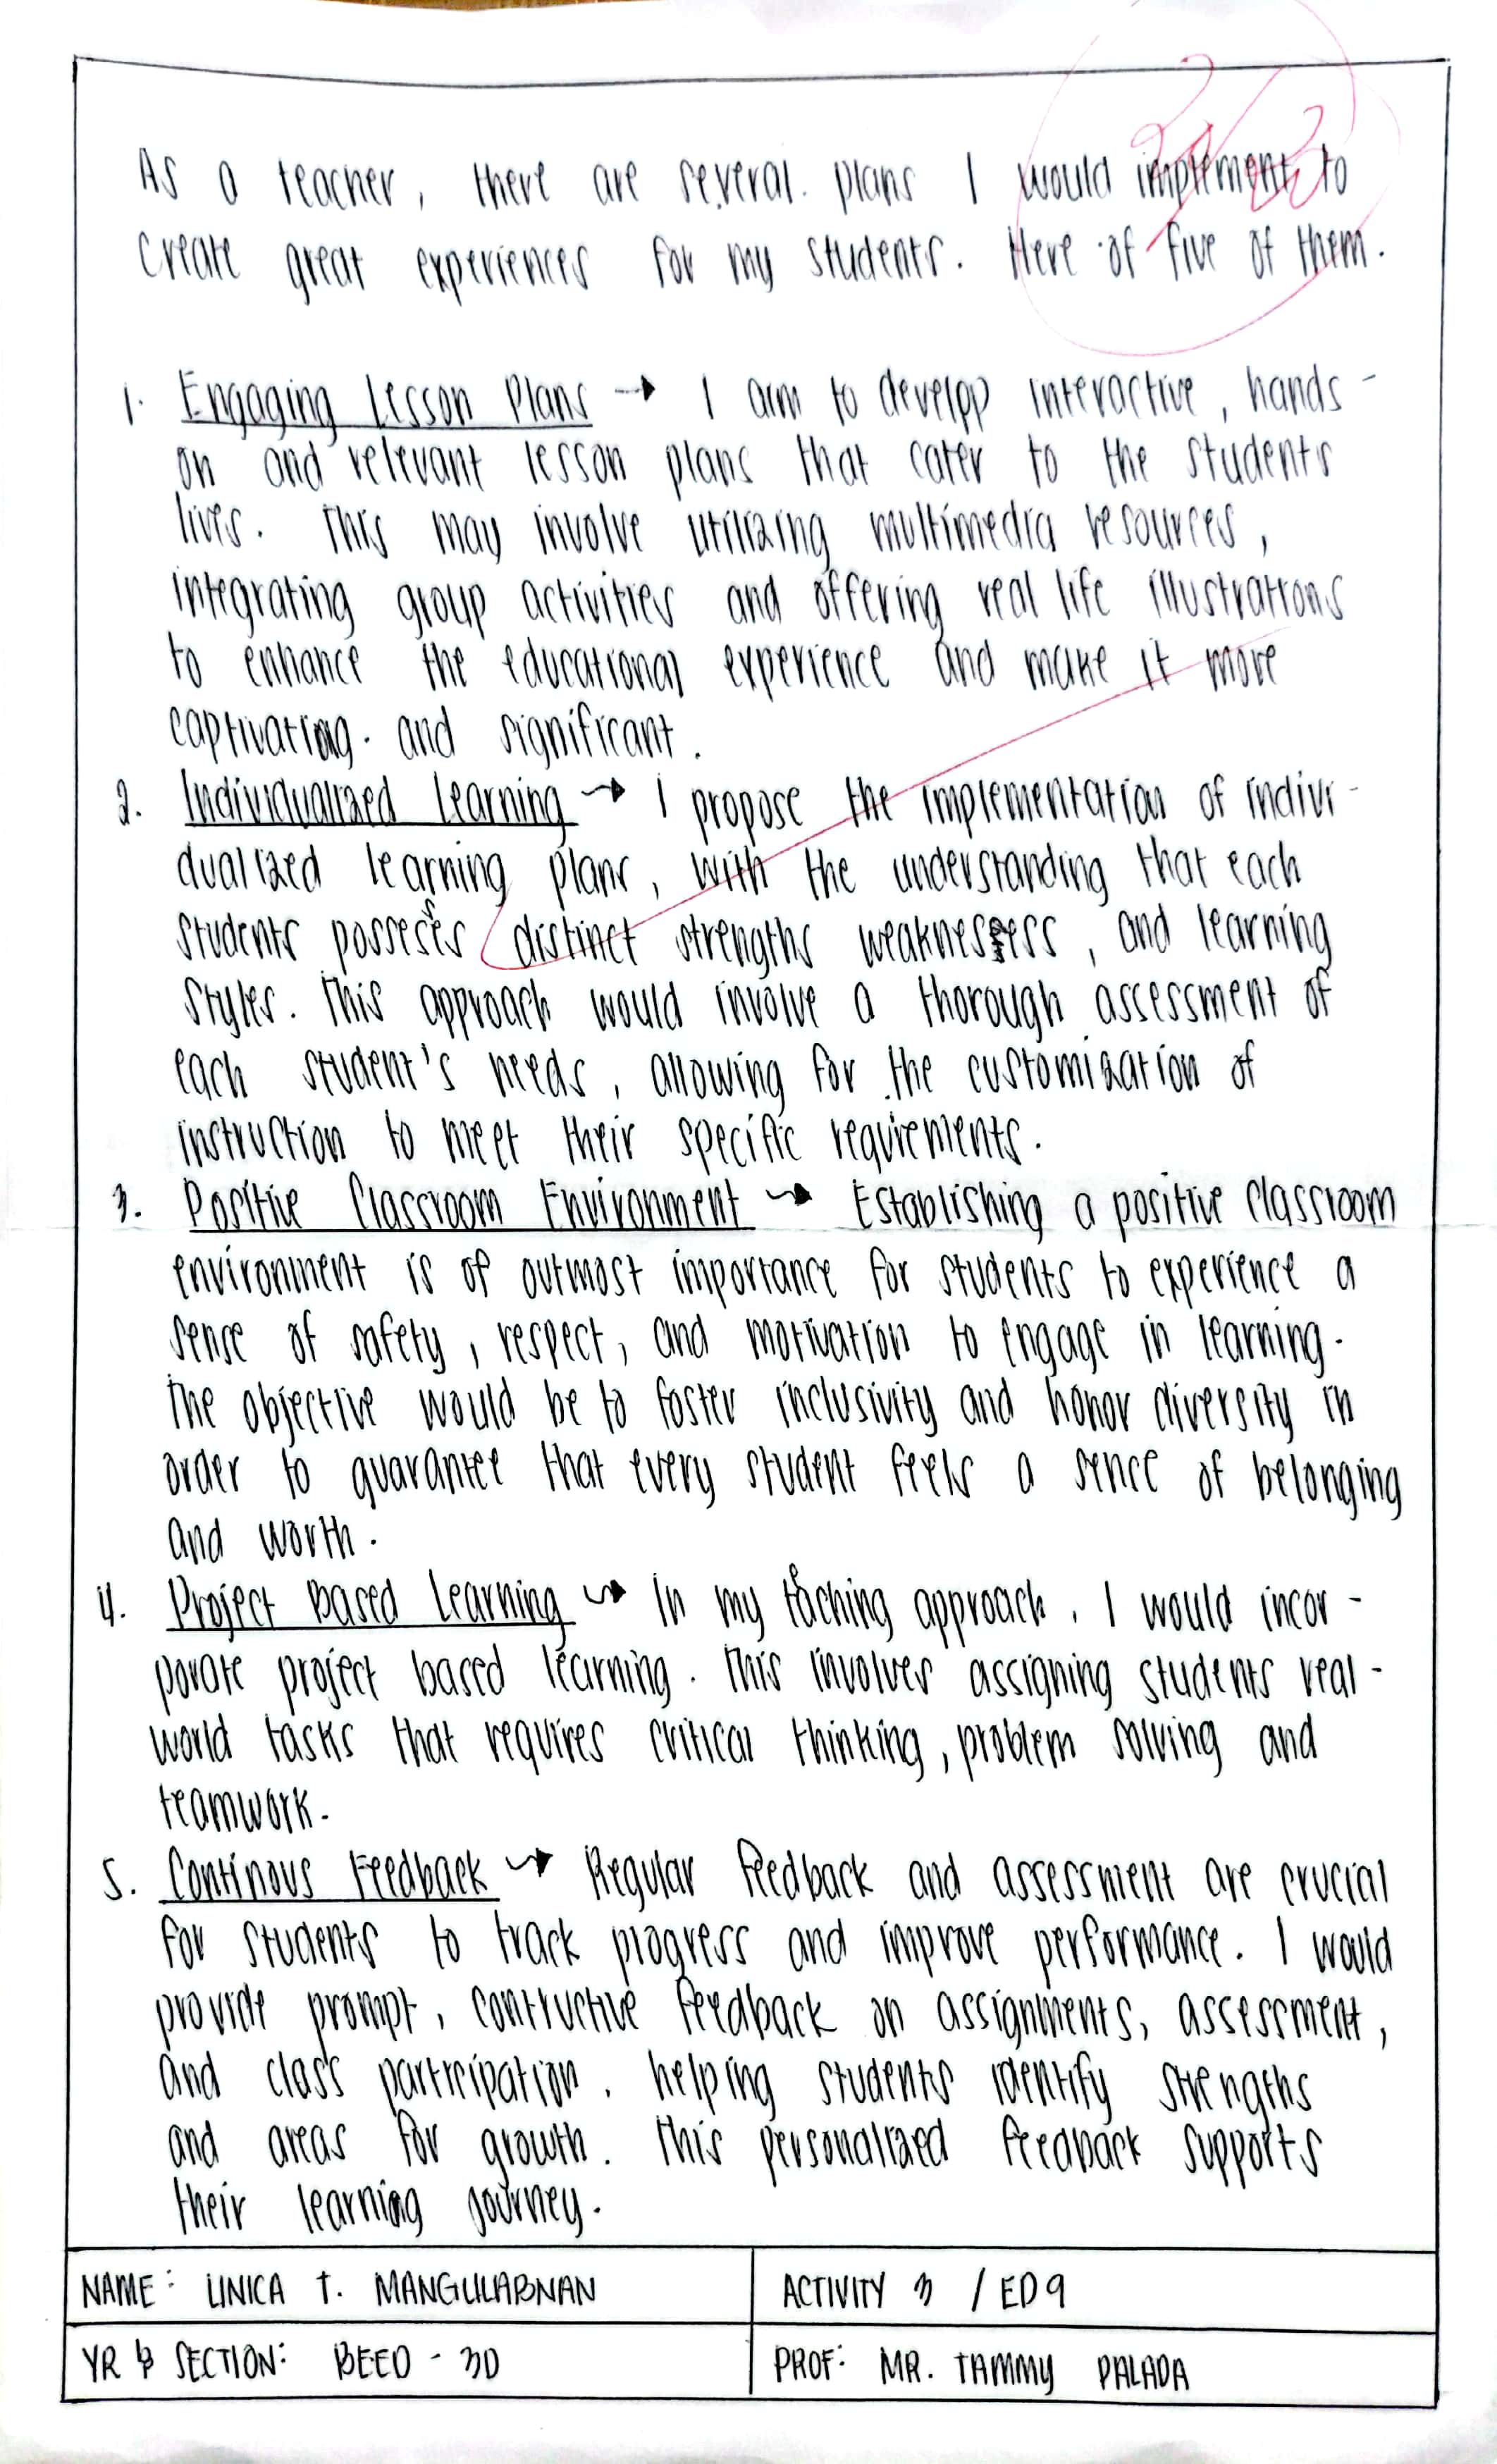 As a teacher, there are several. plans I would implement to
create great experiences for my students. Here of five of them.
1. Engaging Lesson Plans → I aim to develop interactive, hands-
on and relevant lesson plans that cater to the students
lives. This may involve utilizing multimedia resources,
integrating group activities and offering real life illustrations
to enhance the educational experience and make it more
captivating. and significant.
2. Individualized Learning → I propose the implementation of indivi-
dualized learning plans, with the understanding that each
students posseses distinct strengths weaknessess, and learning
styles. This approach would involve a thorough assessment of
each student's needs, allowing for the customization of
instruction to meet their specific requirements.
3. Positive Classroom Environment → Establishing a positive classroom
environment is of outmost importance for students to experience a
sense of safety, respect, and motivation to engage in learning.
The objective would be to foster inclusivity and honor diversity in
order to guarantee that every student feels a sence of belonging
and worth.
4. Project Based Learning → In my teaching approach, I would incor-
porate project based learning. This involves assigning students real-
world tasks that requires critical thinking, problem solving and
teamwork.
5. Continous Feedback → Regular feedback and assessment are crucial
for students to track progress and improve performance. I would
provide prompt, contructive feedback on assignments, assessment,
and class participation, helping students identify strengths
and areas for growth. This personalized feedback supports
their learning journey.
NAME: LINICA T. MANGULABNAN
ACTIVITY 3 / ED9
YR & SECTION: BEED - 3D
PROF: MR. TAMMY PALADA